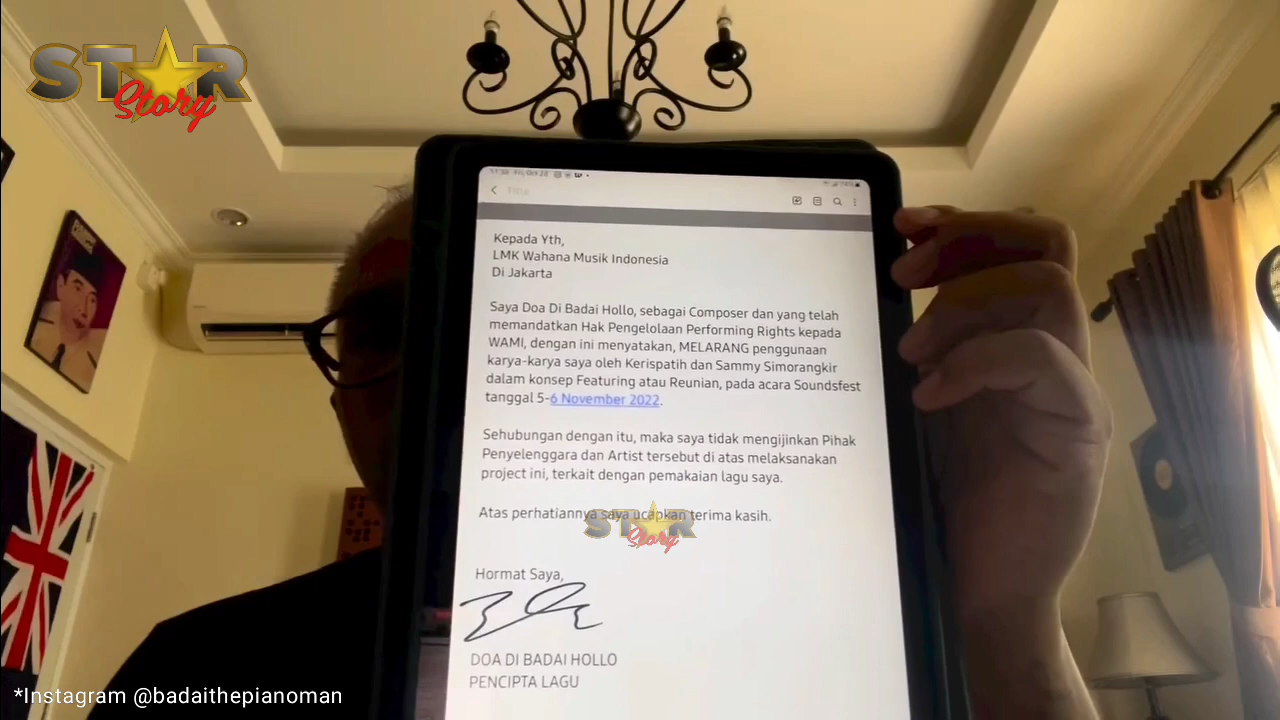 STAR
Story
Title
Kepada Yth,
LMK Wahana Musik Indonesia
Di Jakarta
Saya Doa Di Badai Hollo, sebagai Composer dan yang telah
memandatkan Hak Pengelolaan Performing Rights kepada
WAMI, dengan ini menyatakan, MELARANG penggunaan
karya-karya saya oleh Kerispatih dan Sammy Simorangkir
dalam konsep Featuring atau Reunian, pada acara Soundsfest
tanggal 5-6 November 2022.
Sehubungan dengan itu, maka saya tidak mengijinkan Pihak
Penyelenggara dan Artist tersebut di atas melaksanakan
project ini, terkait dengan pemakaian lagu saya.
Atas perhatiannya saya ucapkan terima kasih.
STAR
Story
Hormat Saya,
DOA DI BADAI HOLLO
PENCIPTA LAGU
*Instagram @badaithepianoman